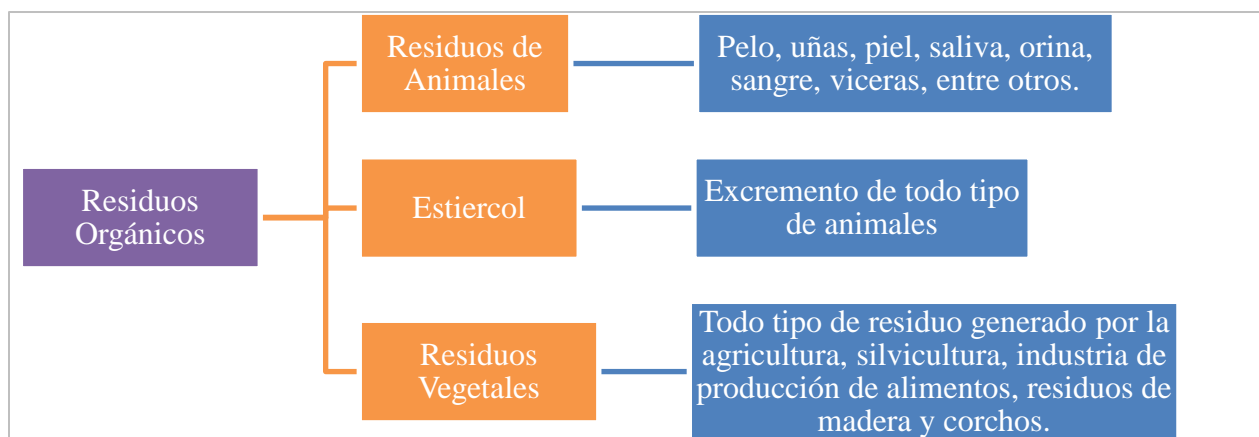 Residuos
Orgánicos
Residuos de
Animales
Pelo, uñas, piel, saliva, orina,
sangre, viceras, entre otros.
Estiercol
Excremento de todo tipo
de animales
Residuos
Vegetales
Todo tipo de residuo generado por la
agricultura, silvicultura, industria de
producción de alimentos, residuos de
madera y corchos.